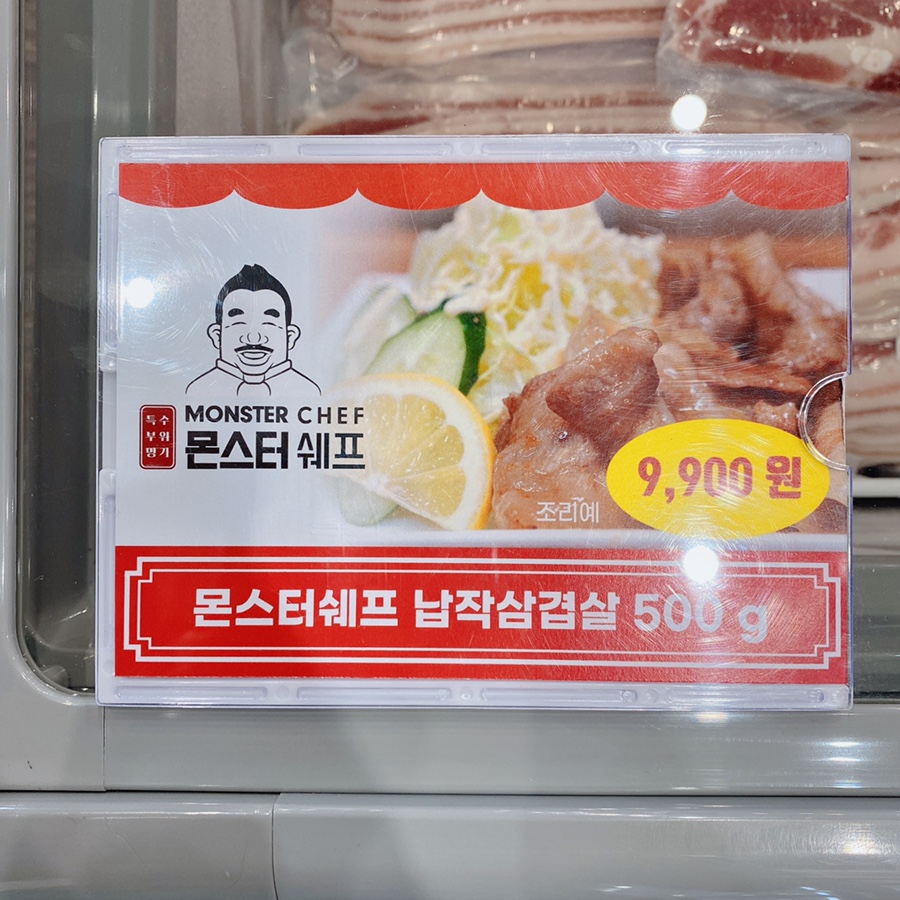 MONSTER CHEF
특수
부위
명기
몬스터 쉐프
조리예
9,900 원
몬스터쉐프 납작삼겹살 500 g